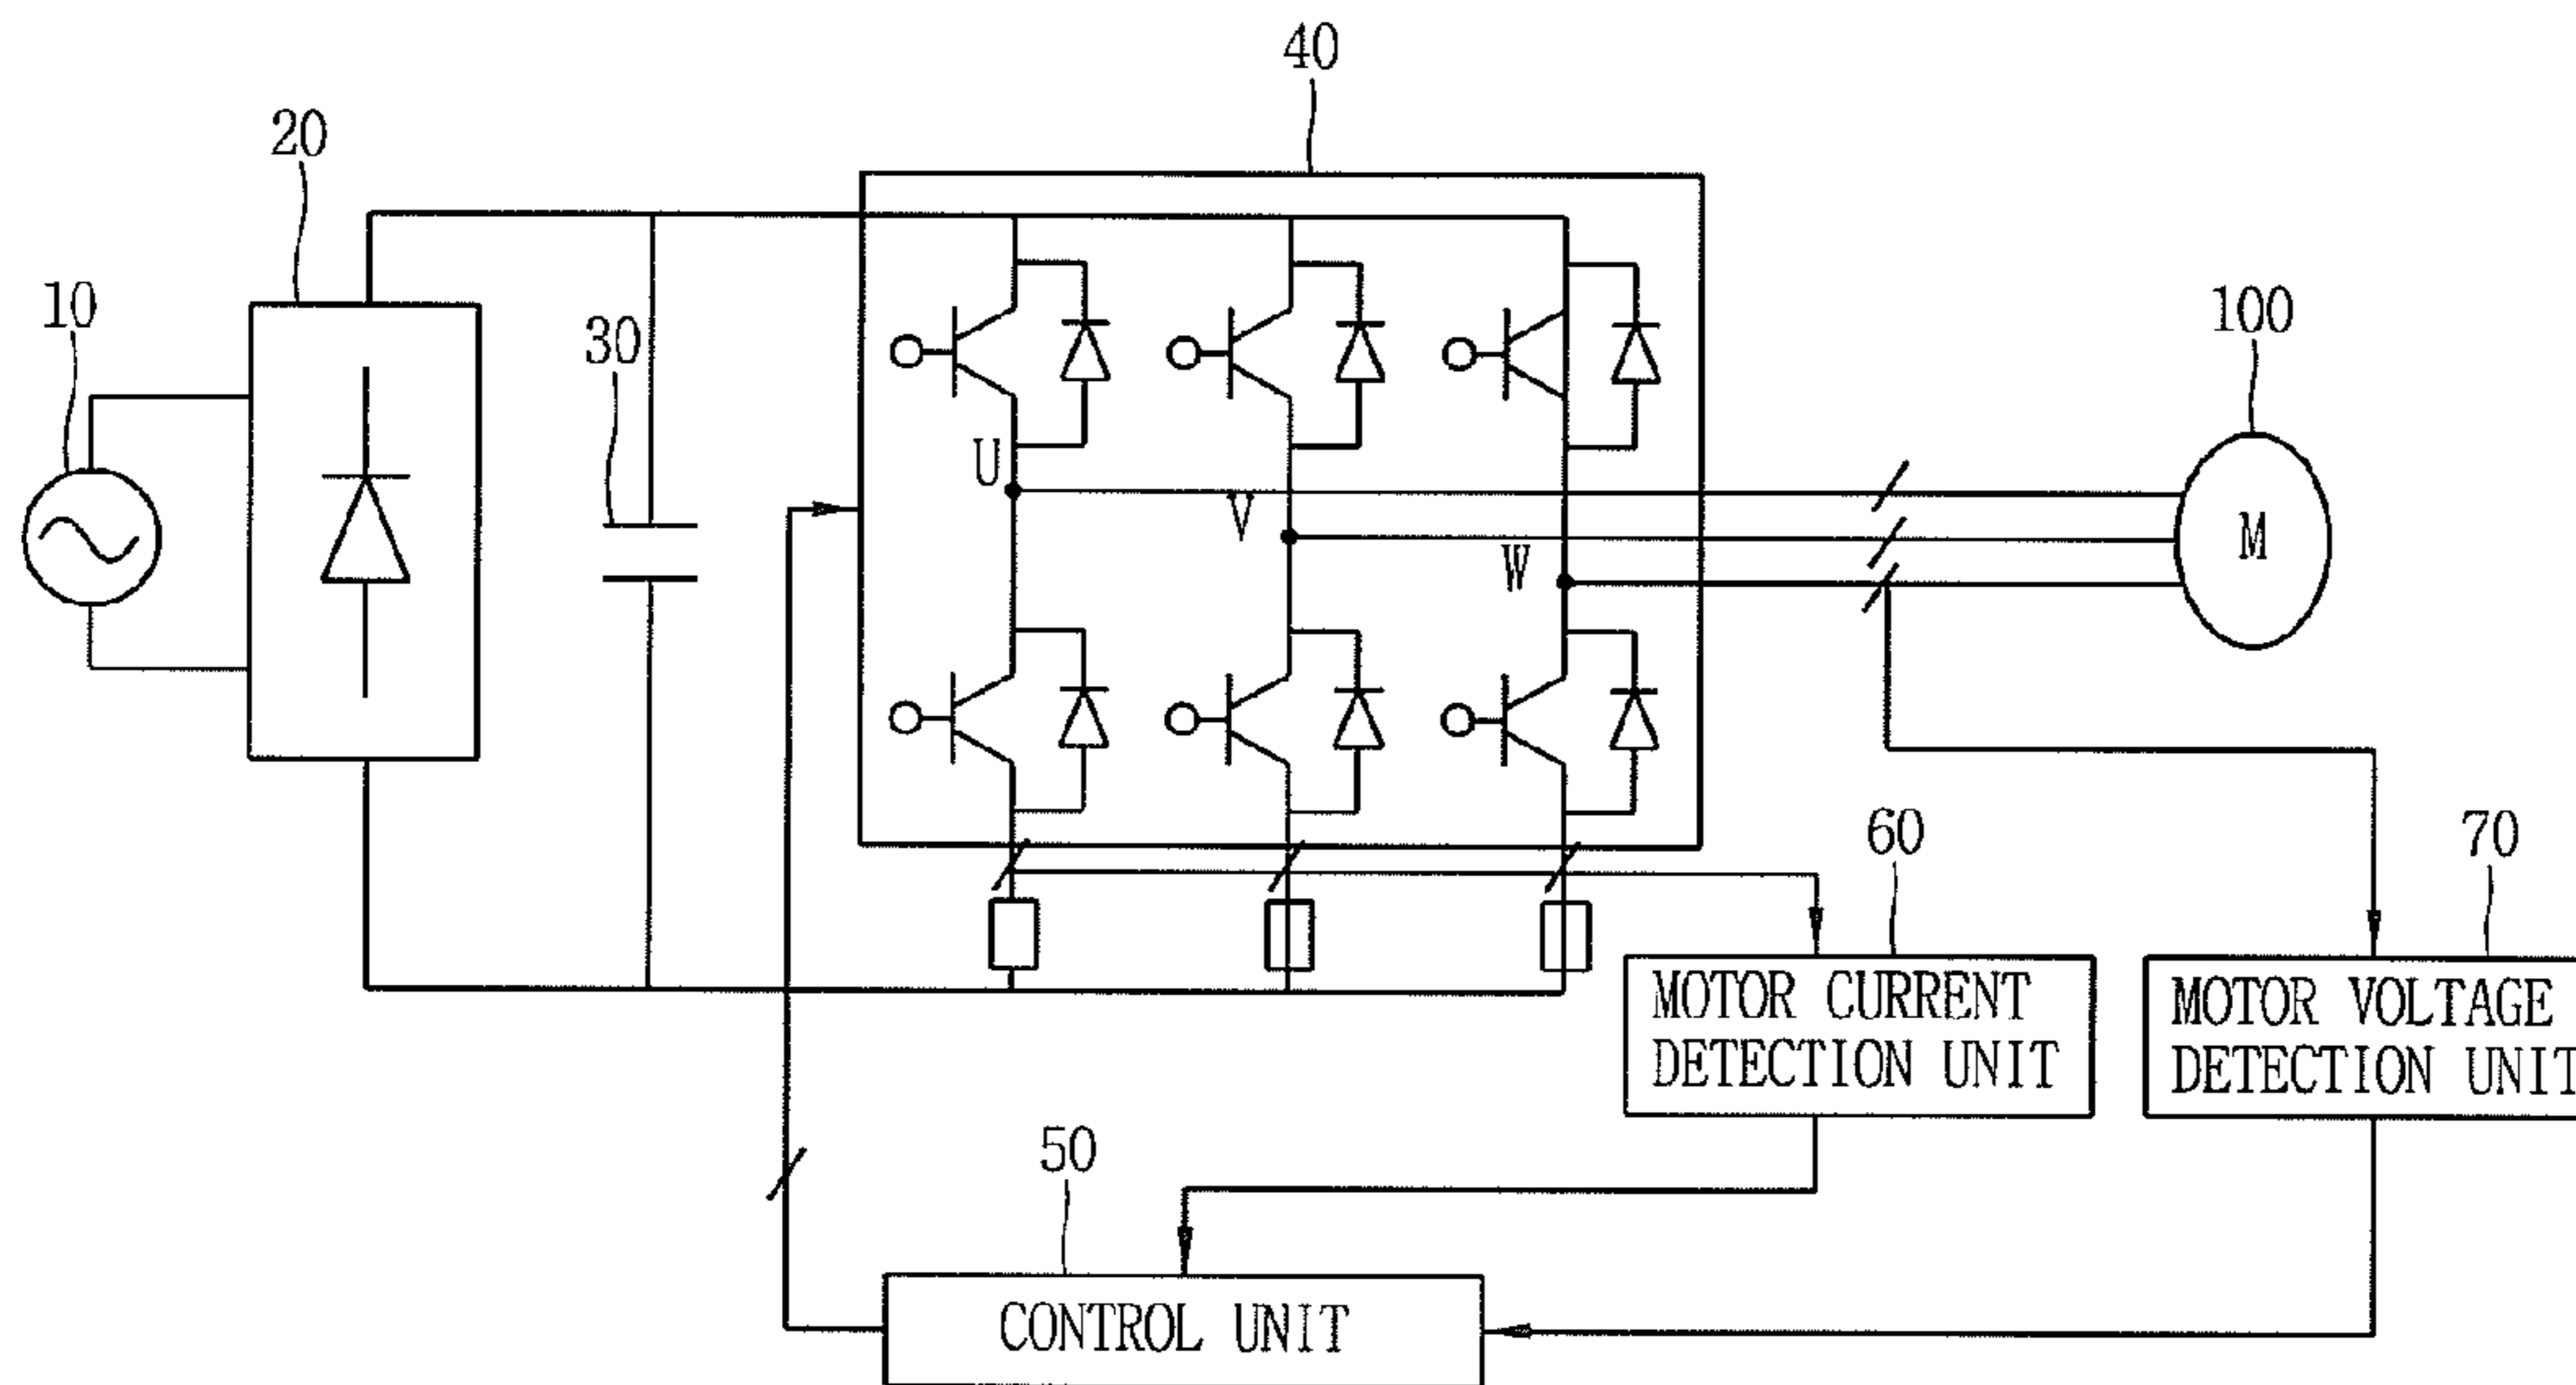 40
20
10
30
100
U
V
W
M
60
70
MOTOR CURRENT
DETECTION UNIT
MOTOR VOLTAGE
DETECTION UNIT
50
CONTROL UNIT